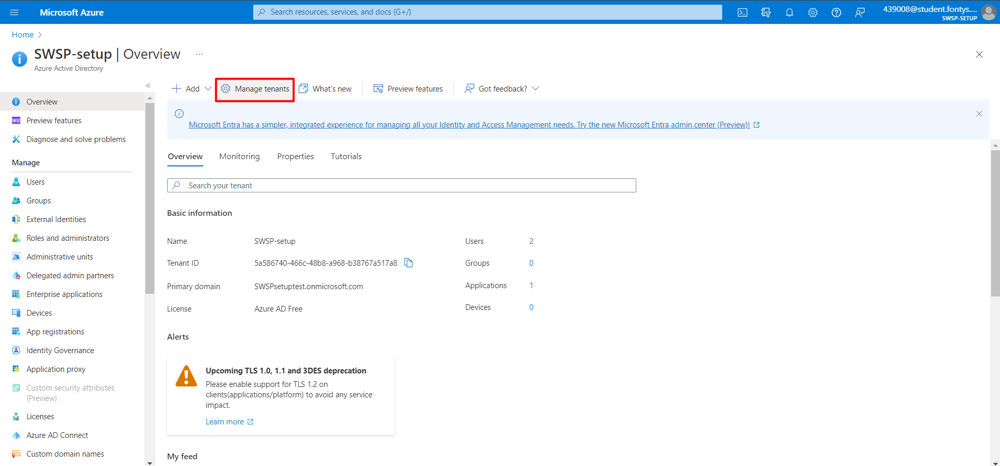 Microsoft Azure
Search resources, services, and docs (G+/)
439008@student.fontys....
SWSP-SETUP
Home
SWSP-setup | Overview
...
Azure Active Directory
Add
Manage tenants
What's new
Preview features
Got feedback?
Overview
Preview features
Diagnose and solve problems
Manage
Users
Groups
External Identities
Roles and administrators
Administrative units
Delegated admin partners
Enterprise applications
Devices
App registrations
Identity Governance
Application proxy
Custom security attributes
(Preview)
Licenses
Azure AD Connect
Custom domain names
Microsoft Entra has a simpler, integrated experience for managing all your Identity and Access Management needs. Try the new Microsoft Entra admin center (Preview)!
Overview
Monitoring
Properties
Tutorials
Search your tenant
Basic information
Name SWSP-setup
Tenant ID 5a586740-466c-48b8-a968-b38767a517a8
Primary domain SWSPsetuptest.onmicrosoft.com
License Azure AD Free
Users 2
Groups 0
Applications 1
Devices 0
Alerts
Upcoming TLS 1.0, 1.1 and 3DES deprecation
Please enable support for TLS 1.2 on
clients(applications/platform) to avoid any service
impact.
Learn more
My feed